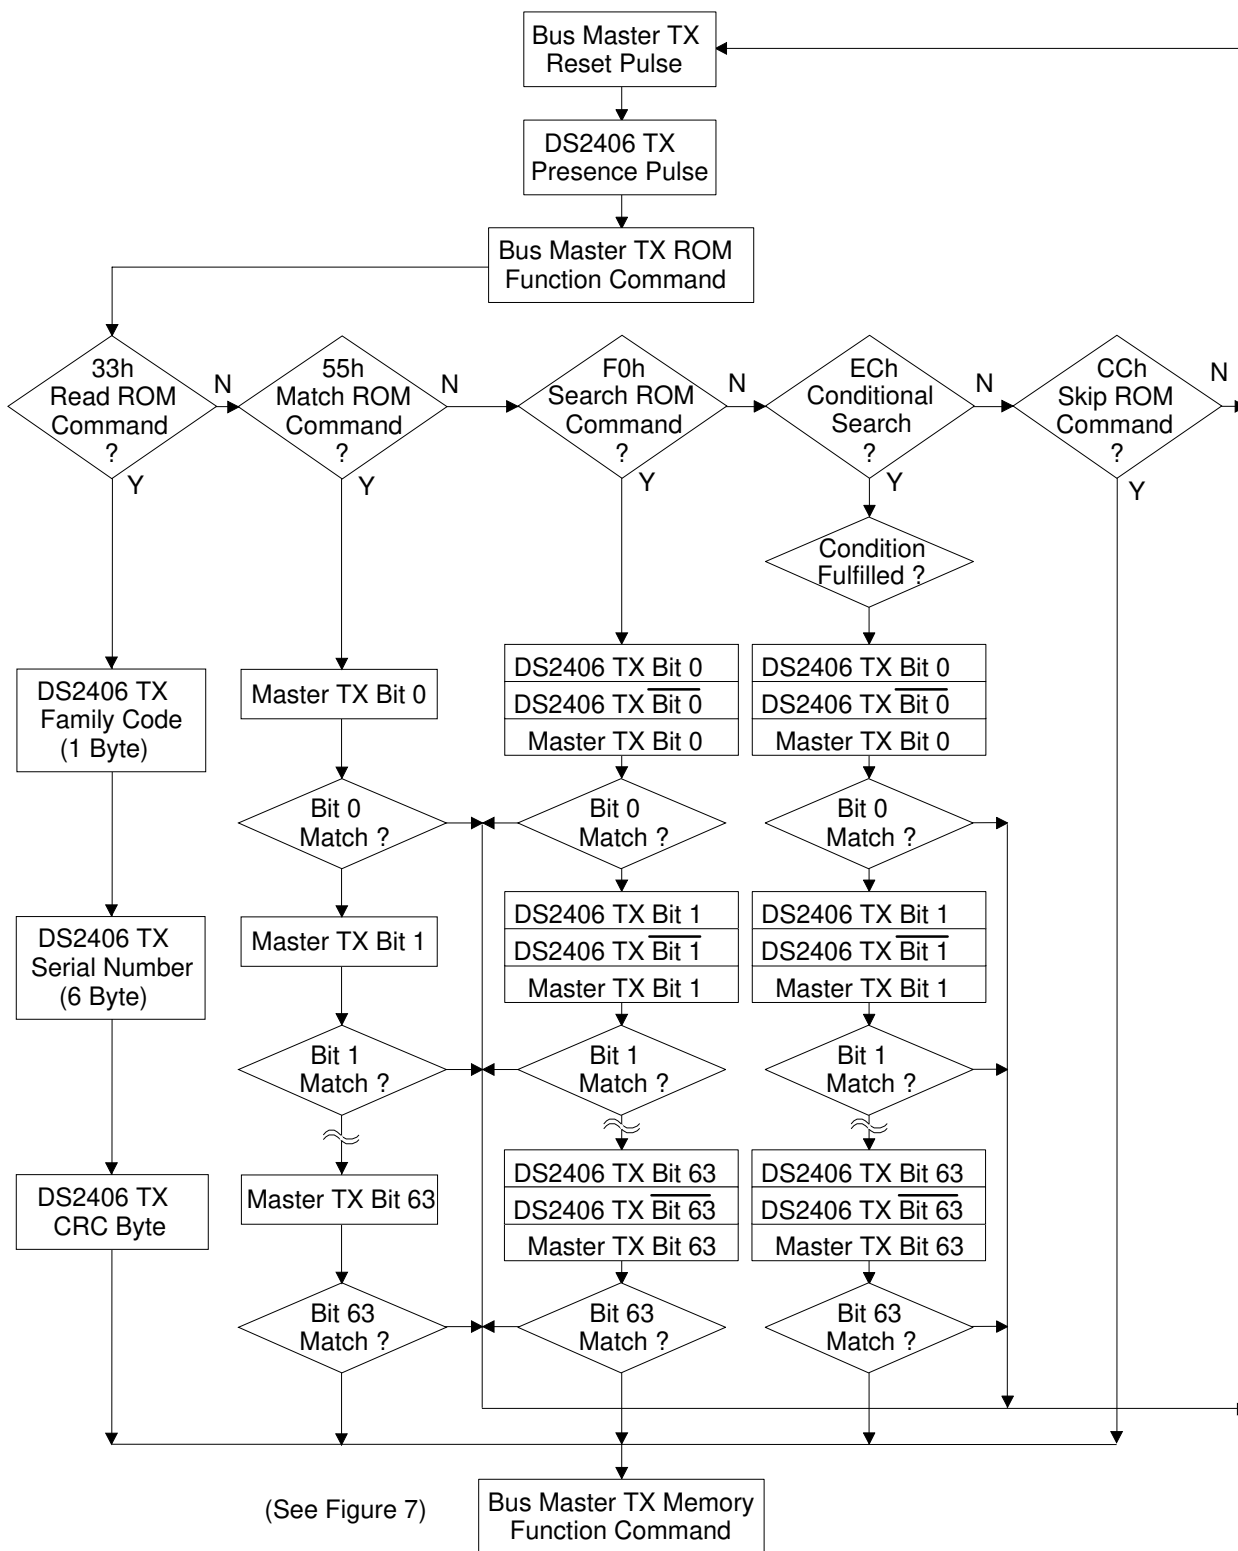 Bus Master TX
Reset Pulse
DS2406 TX
Presence Pulse
Bus Master TX ROM
Function Command
33h
Read ROM
Command
?
N
Y
55h
Match ROM
Command
?
N
Y
F0h
Search ROM
Command
?
N
Y
ECh
Conditional
Search
?
N
Y
CCh
Skip ROM
Command
?
N
Y
Condition
Fulfilled ?
DS2406 TX
Family Code
(1 Byte)
DS2406 TX
Serial Number
(6 Byte)
DS2406 TX
CRC Byte
Master TX Bit 0
Bit 0
Match ?
Master TX Bit 1
Bit 1
Match ?
Master TX Bit 63
Bit 63
Match ?
DS2406 TX Bit 0
DS2406 TX B̅i̅t̅ ̅0̅
Master TX Bit 0
Bit 0
Match ?
DS2406 TX Bit 1
DS2406 TX B̅i̅t̅ ̅1̅
Master TX Bit 1
Bit 1
Match ?
DS2406 TX Bit 63
DS2406 TX B̅i̅t̅ ̅6̅3̅
Master TX Bit 63
Bit 63
Match ?
DS2406 TX Bit 0
DS2406 TX B̅i̅t̅ ̅0̅
Master TX Bit 0
Bit 0
Match ?
DS2406 TX Bit 1
DS2406 TX B̅i̅t̅ ̅1̅
Master TX Bit 1
Bit 1
Match ?
DS2406 TX Bit 63
DS2406 TX B̅i̅t̅ ̅6̅3̅
Master TX Bit 63
Bit 63
Match ?
(See Figure 7)
Bus Master TX Memory
Function Command